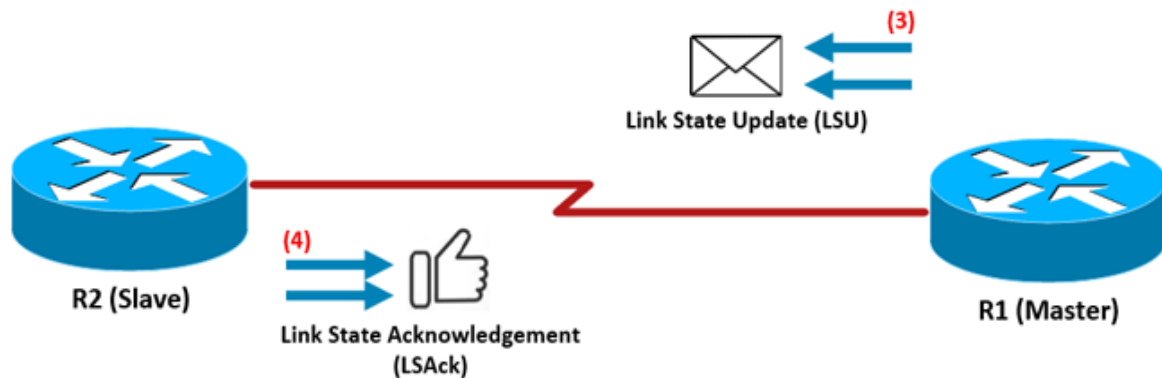 (3)
Link State Update (LSU)
(4)
R2 (Slave)
R1 (Master)
Link State Acknowledgement
(LSAck)